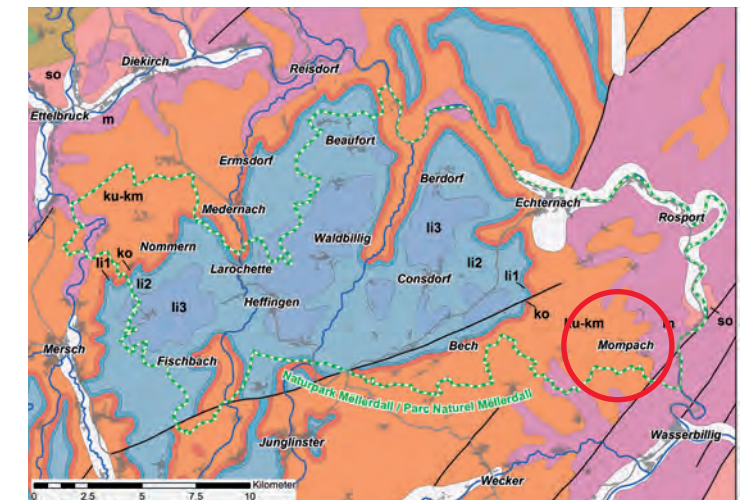 Diekirch
Reisdorf
so
Ettelbruck
m
Beaufort
Ermsdorf
Berdorf
ku-km
Echternach
Medernach
Rosport
Nommern
Waldbillig
li3
ko
li1
Larochette
li2
li2
Consdorf
li1
li3
Heffingen
ko
ku-km
m
so
Mersch
Bech
Mompach
Fischbach
Naturpark Mëllerdall / Parc Naturel Mëllerdall
Junglinster
Wasserbillig
Wecker
Kilometer
0 2.5 5 7.5 10